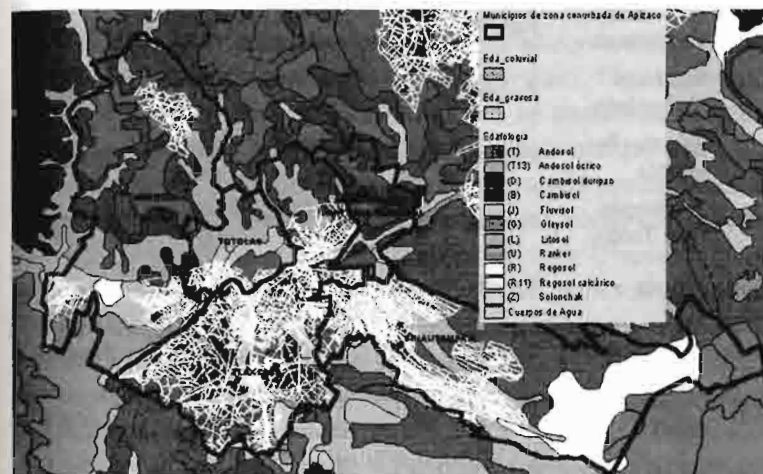 Municipios de zona conurbada de Apizaco
Eda_coluvial
Eda_gravosa
Edafología
(T) Andosol
(T13) Andosol ócrico
(D) Cambisol duripan
(B) Cambisol
(J) Fluvisol
(G) Gleysol
(L) Litosol
(U) Ranker
(R) Regosol
(R11) Regosol calcárico
(Z) Solonchak
Cuerpos de Agua
TOTOLAC